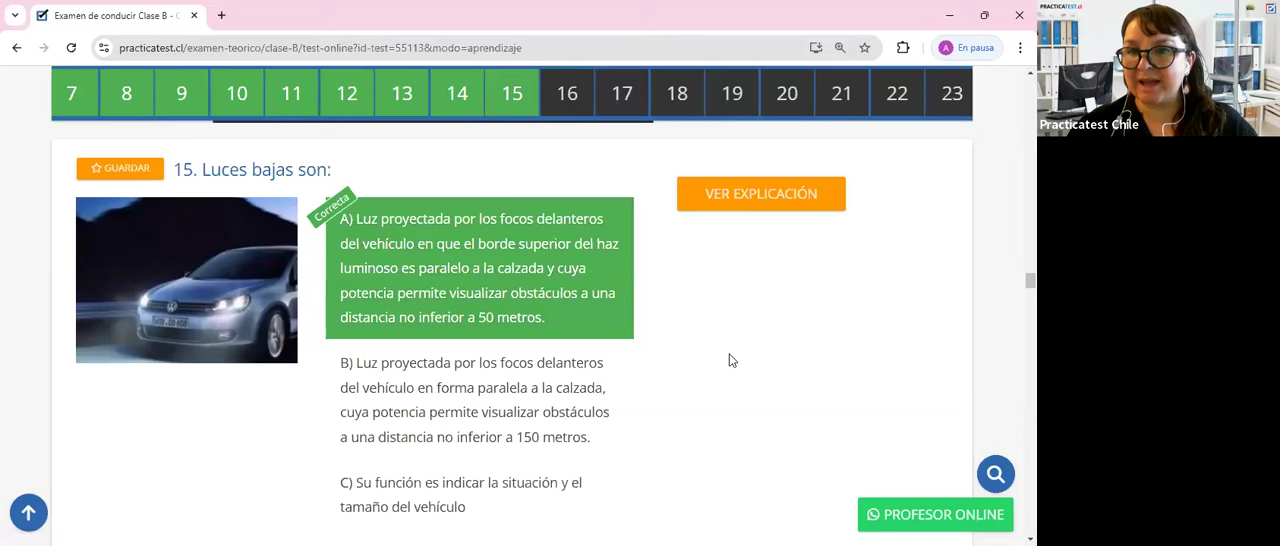 Examen de conducir Clase B - C
practicatest.cl/examen-teorico/clase-B/test-online?id-test=55113&modo=aprendizaje
A En pausa
7 8 9 10 11 12 13 14 15 16 17 18 19 20 21 22 23
GUARDAR
15. Luces bajas son:
VER EXPLICACIÓN
Correcta
A) Luz proyectada por los focos delanteros
del vehículo en que el borde superior del haz
luminoso es paralelo a la calzada y cuya
potencia permite visualizar obstáculos a una
distancia no inferior a 50 metros.
B) Luz proyectada por los focos delanteros
del vehículo en forma paralela a la calzada,
cuya potencia permite visualizar obstáculos
a una distancia no inferior a 150 metros.
C) Su función es indicar la situación y el
tamaño del vehículo
PROFESOR ONLINE
PRACTICATEST.cl
Practicatest Chile